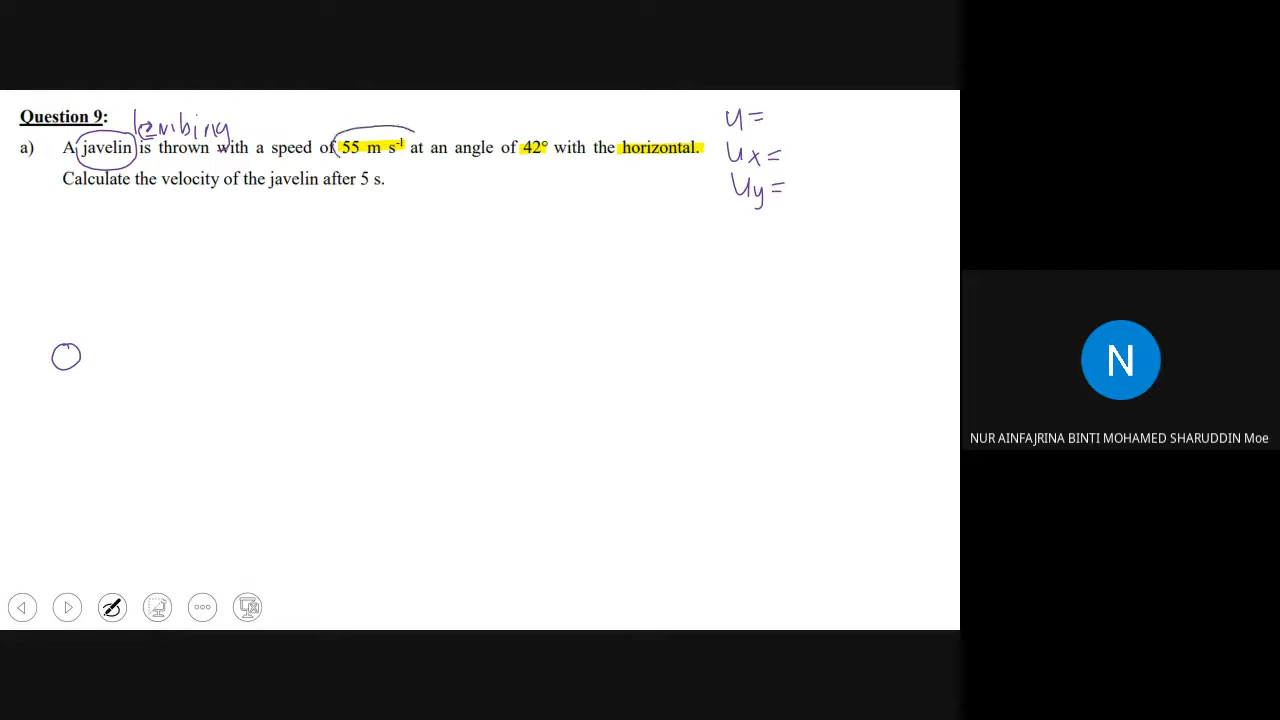 Question 9:
lembing
a) A javelin is thrown with a speed of 55 m s⁻¹ at an angle of 42° with the horizontal.
Calculate the velocity of the javelin after 5 s.
u =
ux =
uy =
N
NUR AINFAJRINA BINTI MOHAMED SHARUDDIN Moe